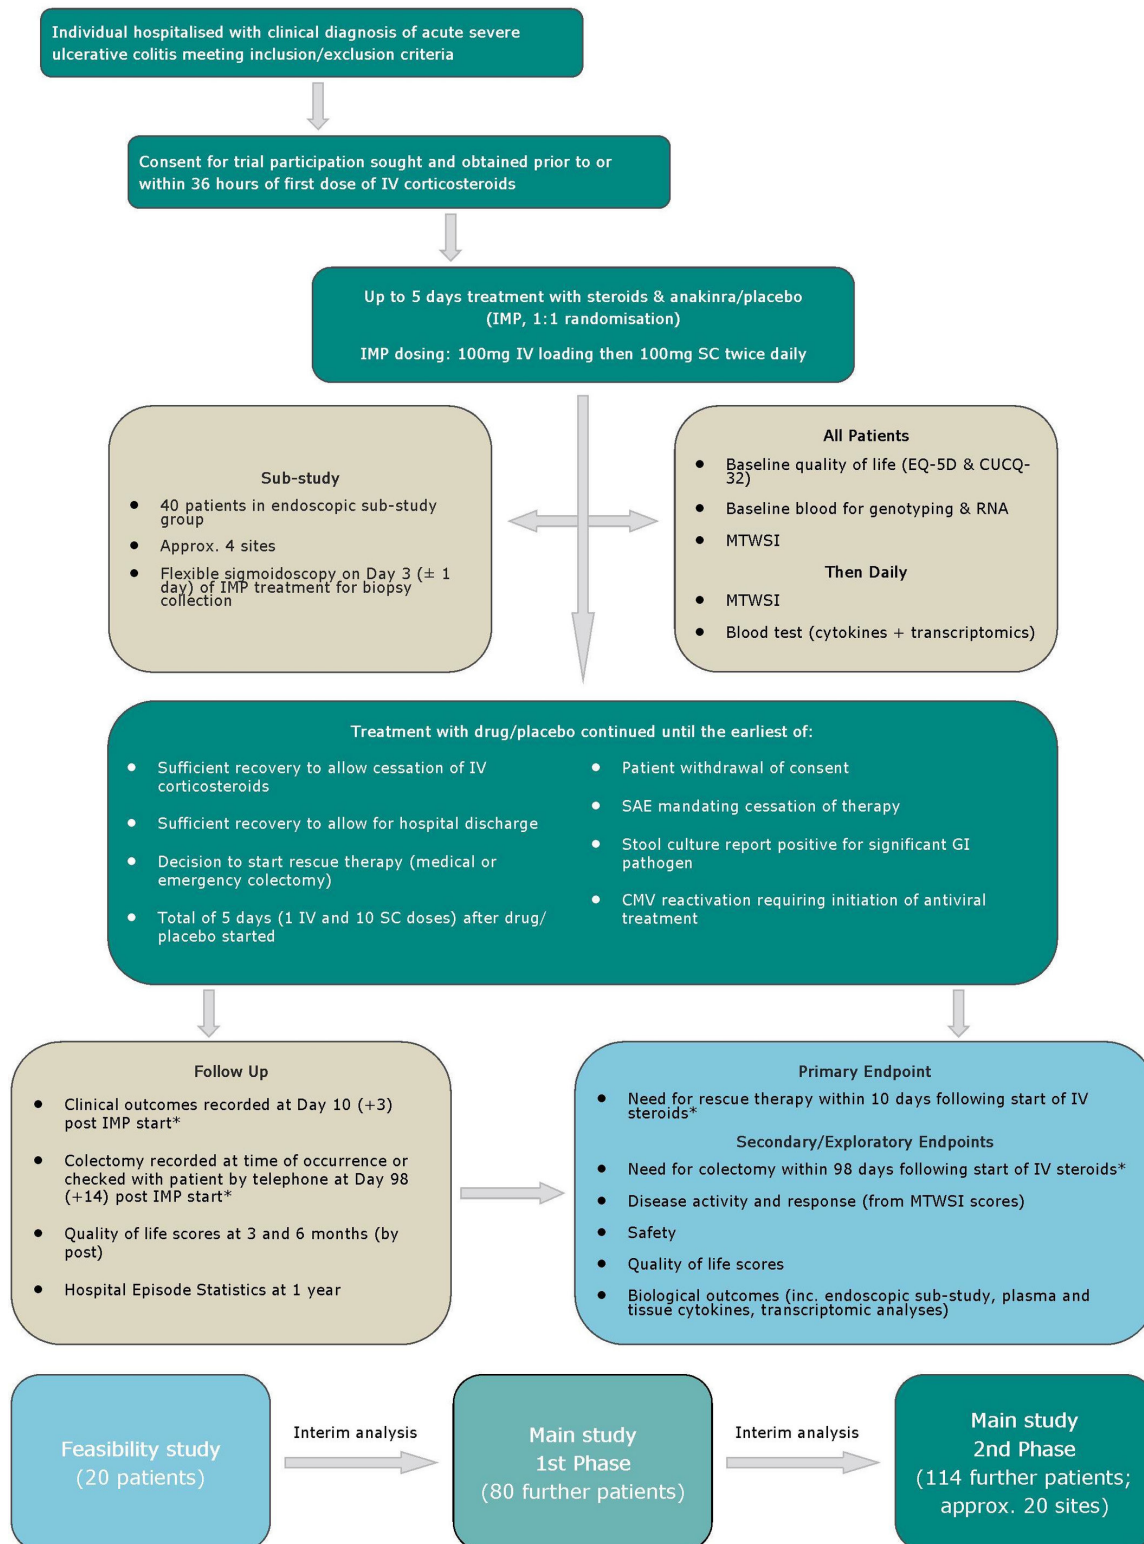 Individual hospitalised with clinical diagnosis of acute severe
ulcerative colitis meeting inclusion/exclusion criteria
Consent for trial participation sought and obtained prior to or
within 36 hours of first dose of IV corticosteroids
Up to 5 days treatment with steroids & anakinra/placebo
(IMP, 1:1 randomisation)
IMP dosing: 100mg IV loading then 100mg SC twice daily
Sub-study
● 40 patients in endoscopic sub-study
group
● Approx. 4 sites
● Flexible sigmoidoscopy on Day 3 (± 1
day) of IMP treatment for biopsy
collection
All Patients
● Baseline quality of life (EQ-5D & CUCQ-
32)
● Baseline blood for genotyping & RNA
● MTWSI
Then Daily
● MTWSI
● Blood test (cytokines + transcriptomics)
Treatment with drug/placebo continued until the earliest of:
● Sufficient recovery to allow cessation of IV
corticosteroids
● Sufficient recovery to allow for hospital discharge
● Decision to start rescue therapy (medical or
emergency colectomy)
● Total of 5 days (1 IV and 10 SC doses) after drug/
placebo started
● Patient withdrawal of consent
● SAE mandating cessation of therapy
● Stool culture report positive for significant GI
pathogen
● CMV reactivation requiring initiation of antiviral
treatment
Follow Up
● Clinical outcomes recorded at Day 10 (+3)
post IMP start*
● Colectomy recorded at time of occurrence or
checked with patient by telephone at Day 98
(+14) post IMP start*
● Quality of life scores at 3 and 6 months (by
post)
● Hospital Episode Statistics at 1 year
Primary Endpoint
● Need for rescue therapy within 10 days following start of IV
steroids*
Secondary/Exploratory Endpoints
● Need for colectomy within 98 days following start of IV steroids*
● Disease activity and response (from MTWSI scores)
● Safety
● Quality of life scores
● Biological outcomes (inc. endoscopic sub-study, plasma and
tissue cytokines, transcriptomic analyses)
Feasibility study
(20 patients)
Interim analysis
Main study
1st Phase
(80 further patients)
Interim analysis
Main study
2nd Phase
(114 further patients;
approx. 20 sites)